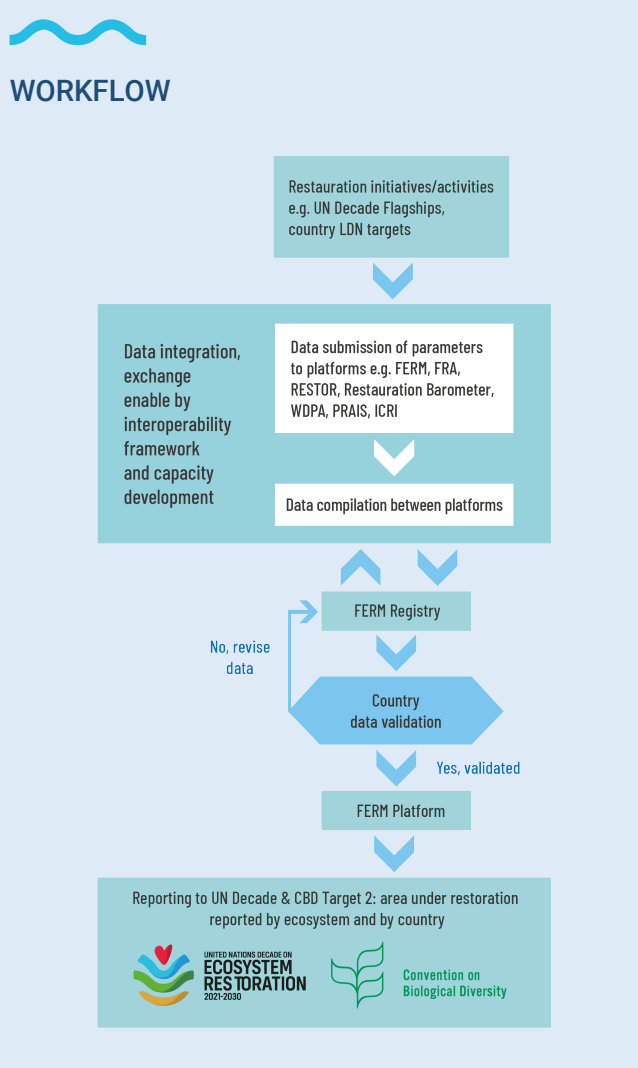 WORKFLOW
Restauration initiatives/activities
e.g. UN Decade Flagships,
country LDN targets
Data integration,
exchange
enable by
interoperability
framework
and capacity
development
Data submission of parameters
to platforms e.g. FERM, FRA,
RESTOR, Restauration Barometer,
WDPA, PRAIS, ICRI
Data compilation between platforms
FERM Registry
No, revise
data
Country
data validation
Yes, validated
FERM Platform
Reporting to UN Decade & CBD Target 2: area under restoration
reported by ecosystem and by country
UNITED NATIONS DECADE ON
ECOSYSTEM
RESTORATION
2021-2030
Convention on
Biological Diversity